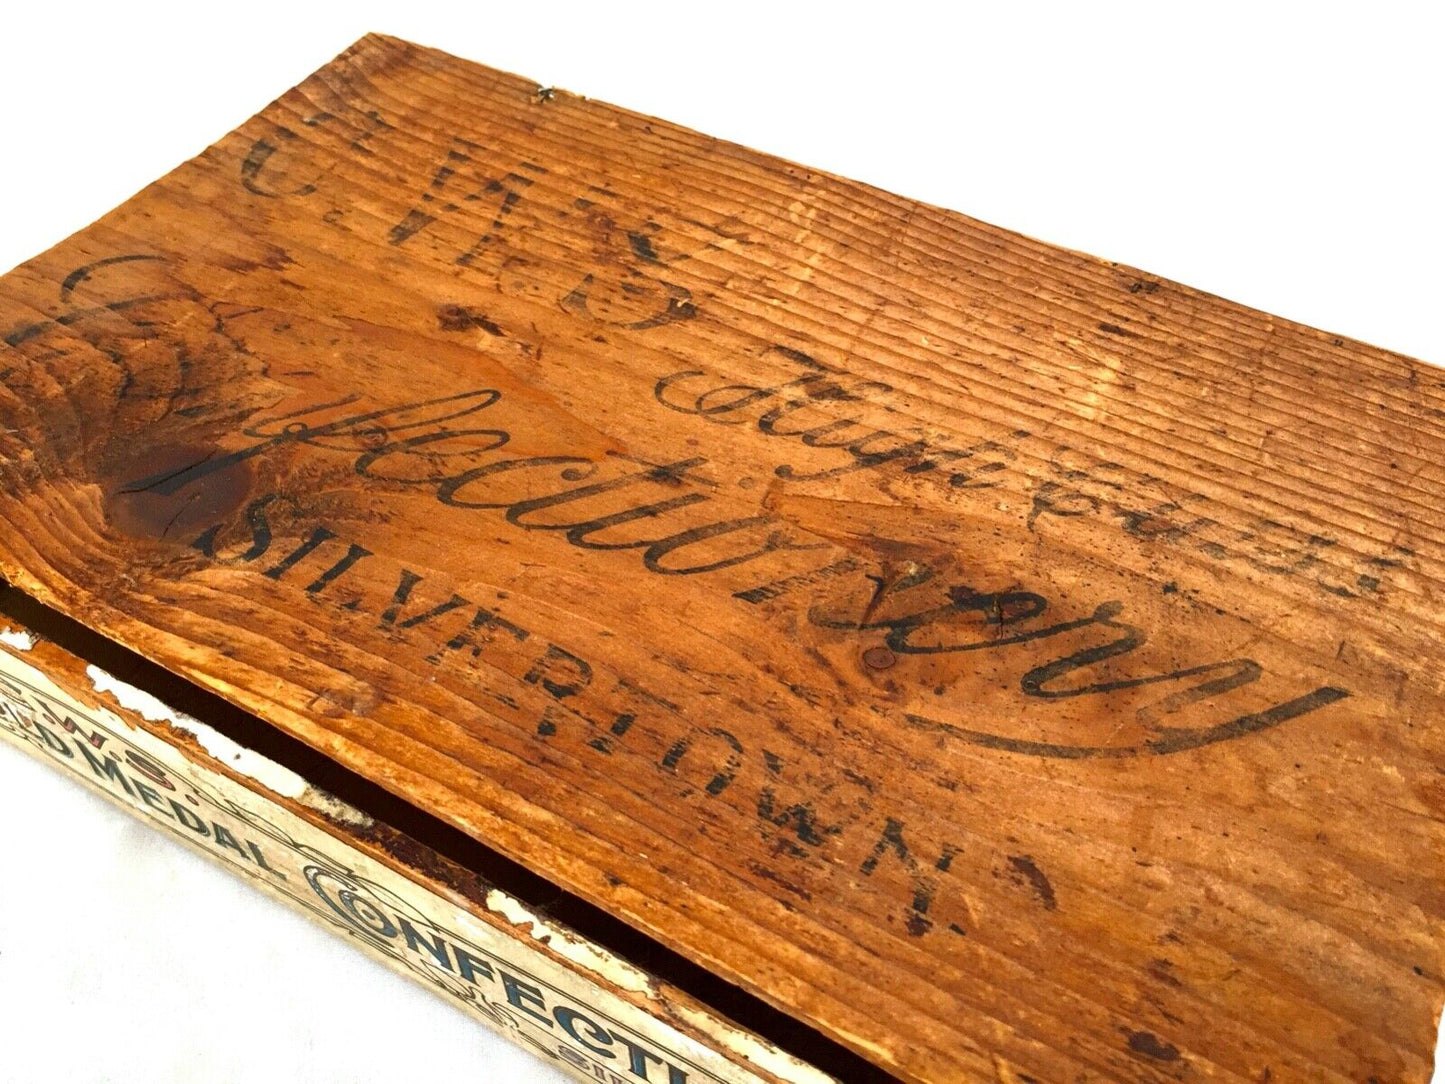 C.W.S.
High Class
Confectionery
SILVERTOWN.
C.W.S.
MEDAL CONFECTI